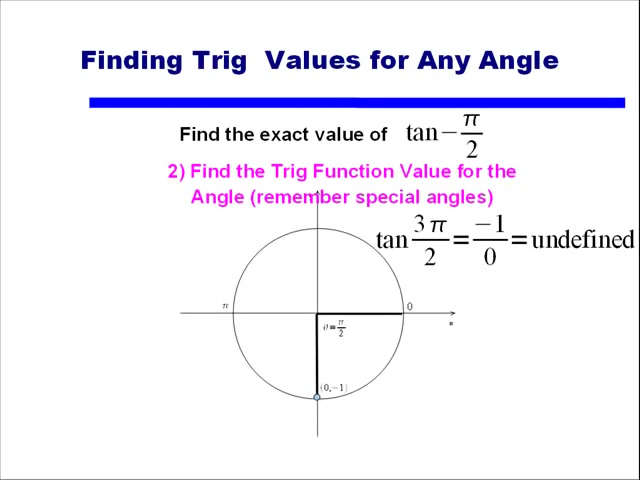 Finding Trig Values for Any Angle
Find the exact value of tan−π/2
2) Find the Trig Function Value for the
Angle (remember special angles)
tan 3π/2 = −1/0 = undefined
π
0
θ=π/2
(0,−1)